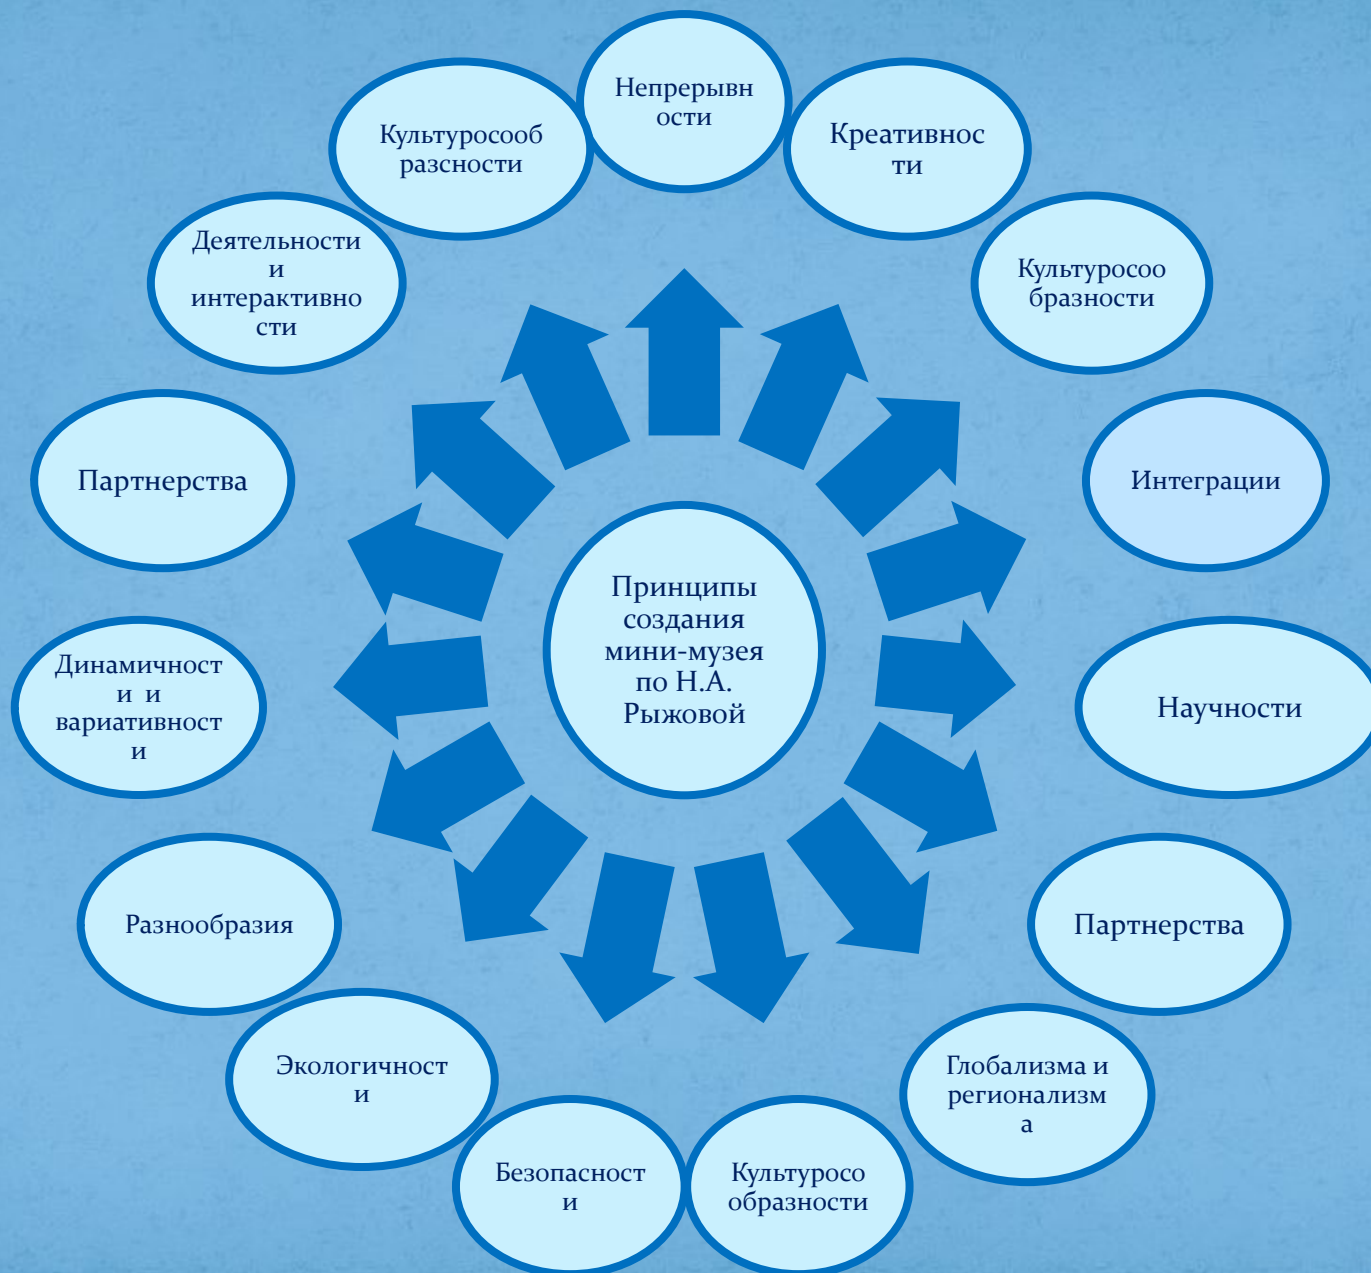 Непрерывн
ости
Креативнос
ти
Культуросоо
бразности
Интеграции
Научности
Партнерства
Глобализма и
регионализм
а
Культуросо
образности
Безопасност
и
Экологичност
и
Разнообразия
Динамичност
и и
вариативност
и
Партнерства
Деятельности
и
интерактивно
сти
Культуросооб
разсности
Принципы
создания
мини-музея
по Н.А.
Рыжовой